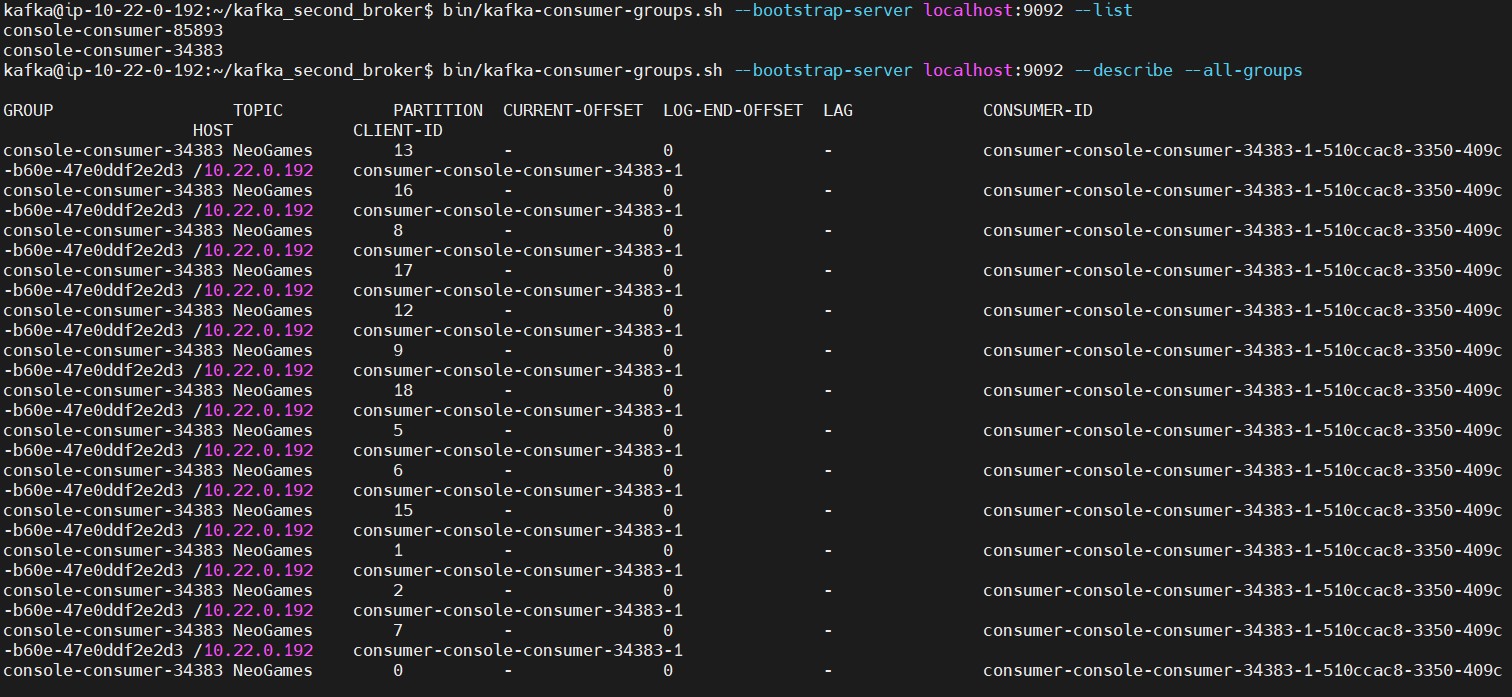 kafka@ip-10-22-0-192:~/kafka_second_broker$ bin/kafka-consumer-groups.sh --bootstrap-server localhost:9092 --list
console-consumer-85893
console-consumer-34383
kafka@ip-10-22-0-192:~/kafka_second_broker$ bin/kafka-consumer-groups.sh --bootstrap-server localhost:9092 --describe --all-groups
GROUP TOPIC PARTITION CURRENT-OFFSET LOG-END-OFFSET LAG CONSUMER-ID
HOST CLIENT-ID
console-consumer-34383 NeoGames 13 - 0 - consumer-console-consumer-34383-1-510ccac8-3350-409c
-b60e-47e0ddf2e2d3 /10.22.0.192 consumer-console-consumer-34383-1
console-consumer-34383 NeoGames 16 - 0 - consumer-console-consumer-34383-1-510ccac8-3350-409c
-b60e-47e0ddf2e2d3 /10.22.0.192 consumer-console-consumer-34383-1
console-consumer-34383 NeoGames 8 - 0 - consumer-console-consumer-34383-1-510ccac8-3350-409c
-b60e-47e0ddf2e2d3 /10.22.0.192 consumer-console-consumer-34383-1
console-consumer-34383 NeoGames 17 - 0 - consumer-console-consumer-34383-1-510ccac8-3350-409c
-b60e-47e0ddf2e2d3 /10.22.0.192 consumer-console-consumer-34383-1
console-consumer-34383 NeoGames 12 - 0 - consumer-console-consumer-34383-1-510ccac8-3350-409c
-b60e-47e0ddf2e2d3 /10.22.0.192 consumer-console-consumer-34383-1
console-consumer-34383 NeoGames 9 - 0 - consumer-console-consumer-34383-1-510ccac8-3350-409c
-b60e-47e0ddf2e2d3 /10.22.0.192 consumer-console-consumer-34383-1
console-consumer-34383 NeoGames 18 - 0 - consumer-console-consumer-34383-1-510ccac8-3350-409c
-b60e-47e0ddf2e2d3 /10.22.0.192 consumer-console-consumer-34383-1
console-consumer-34383 NeoGames 5 - 0 - consumer-console-consumer-34383-1-510ccac8-3350-409c
-b60e-47e0ddf2e2d3 /10.22.0.192 consumer-console-consumer-34383-1
console-consumer-34383 NeoGames 6 - 0 - consumer-console-consumer-34383-1-510ccac8-3350-409c
-b60e-47e0ddf2e2d3 /10.22.0.192 consumer-console-consumer-34383-1
console-consumer-34383 NeoGames 15 - 0 - consumer-console-consumer-34383-1-510ccac8-3350-409c
-b60e-47e0ddf2e2d3 /10.22.0.192 consumer-console-consumer-34383-1
console-consumer-34383 NeoGames 1 - 0 - consumer-console-consumer-34383-1-510ccac8-3350-409c
-b60e-47e0ddf2e2d3 /10.22.0.192 consumer-console-consumer-34383-1
console-consumer-34383 NeoGames 2 - 0 - consumer-console-consumer-34383-1-510ccac8-3350-409c
-b60e-47e0ddf2e2d3 /10.22.0.192 consumer-console-consumer-34383-1
console-consumer-34383 NeoGames 7 - 0 - consumer-console-consumer-34383-1-510ccac8-3350-409c
-b60e-47e0ddf2e2d3 /10.22.0.192 consumer-console-consumer-34383-1
console-consumer-34383 NeoGames 0 - 0 - consumer-console-consumer-34383-1-510ccac8-3350-409c